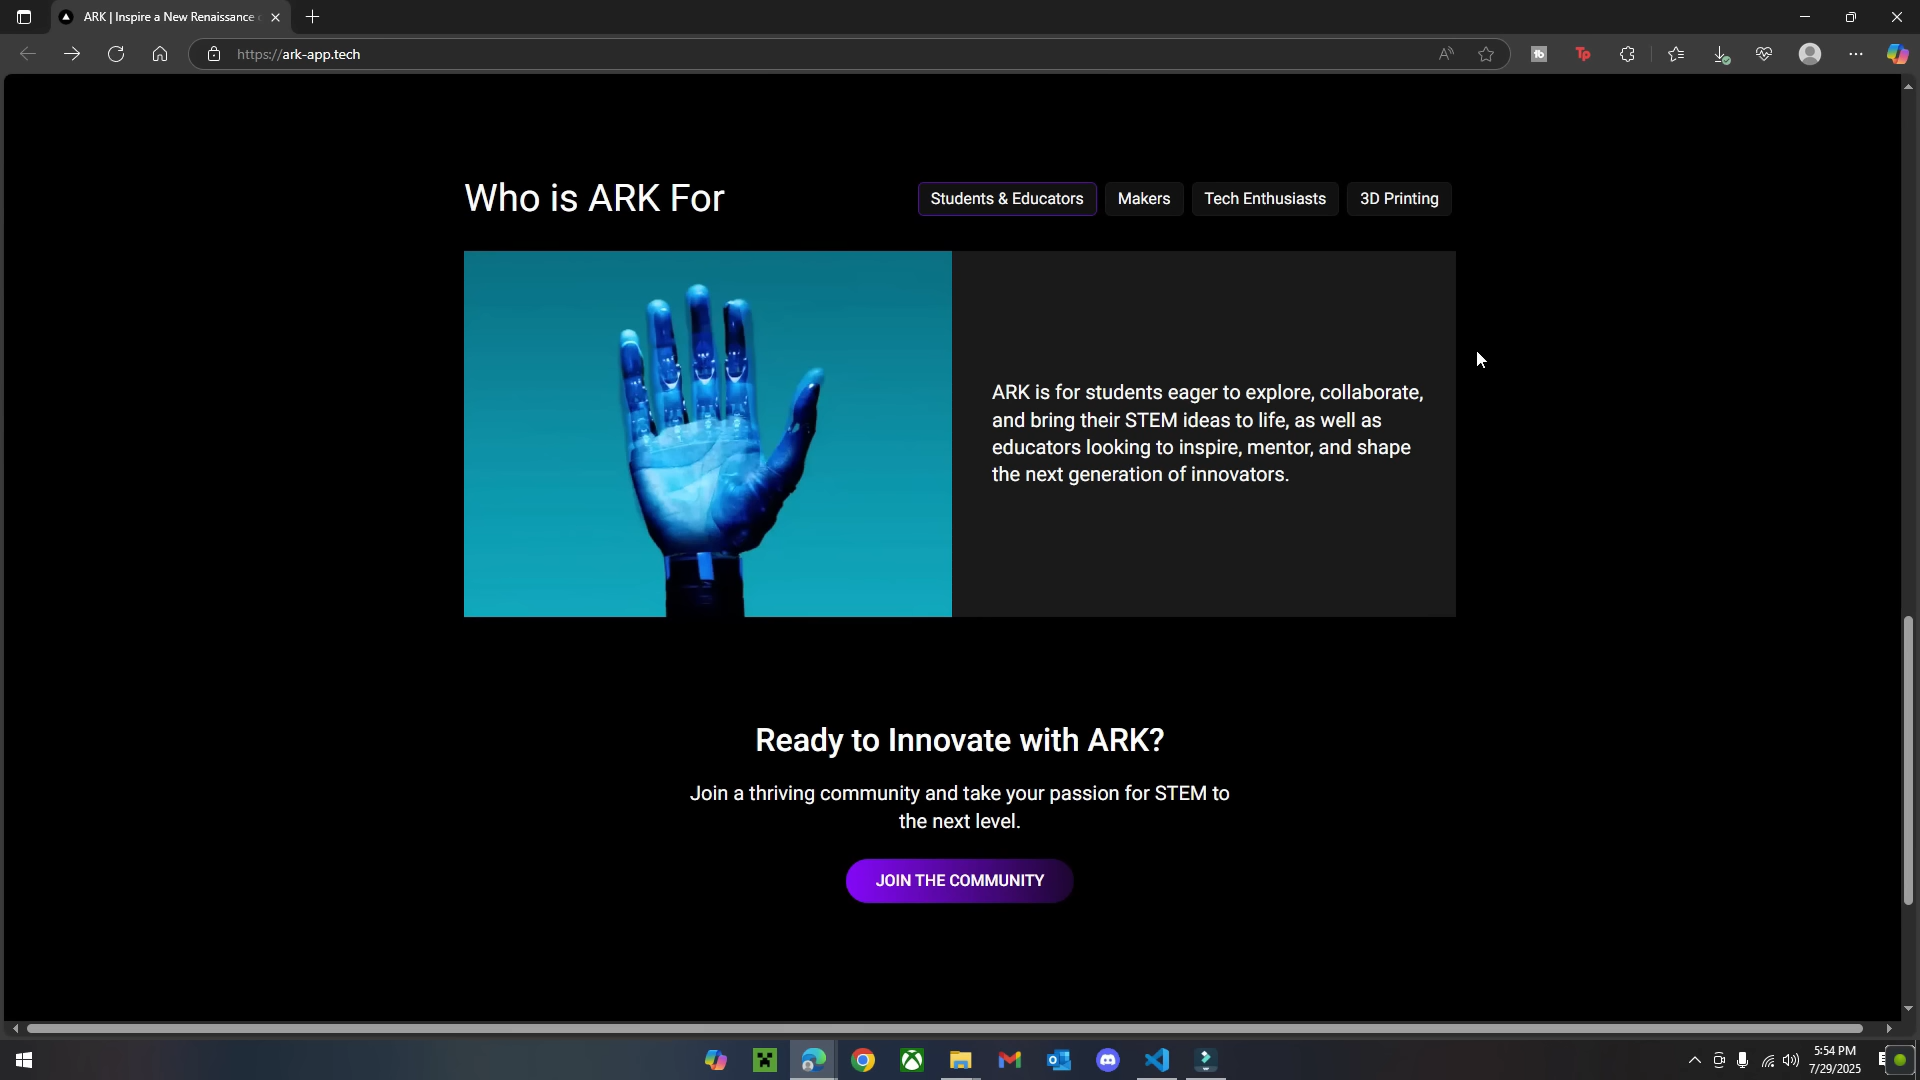 ARK | Inspire a New Renaissance
https://ark-app.tech
Who is ARK For
Students & Educators
Makers
Tech Enthusiasts
3D Printing
ARK is for students eager to explore, collaborate,
and bring their STEM ideas to life, as well as
educators looking to inspire, mentor, and shape
the next generation of innovators.
Ready to Innovate with ARK?
Join a thriving community and take your passion for STEM to
the next level.
JOIN THE COMMUNITY
5:54 PM
7/29/2025